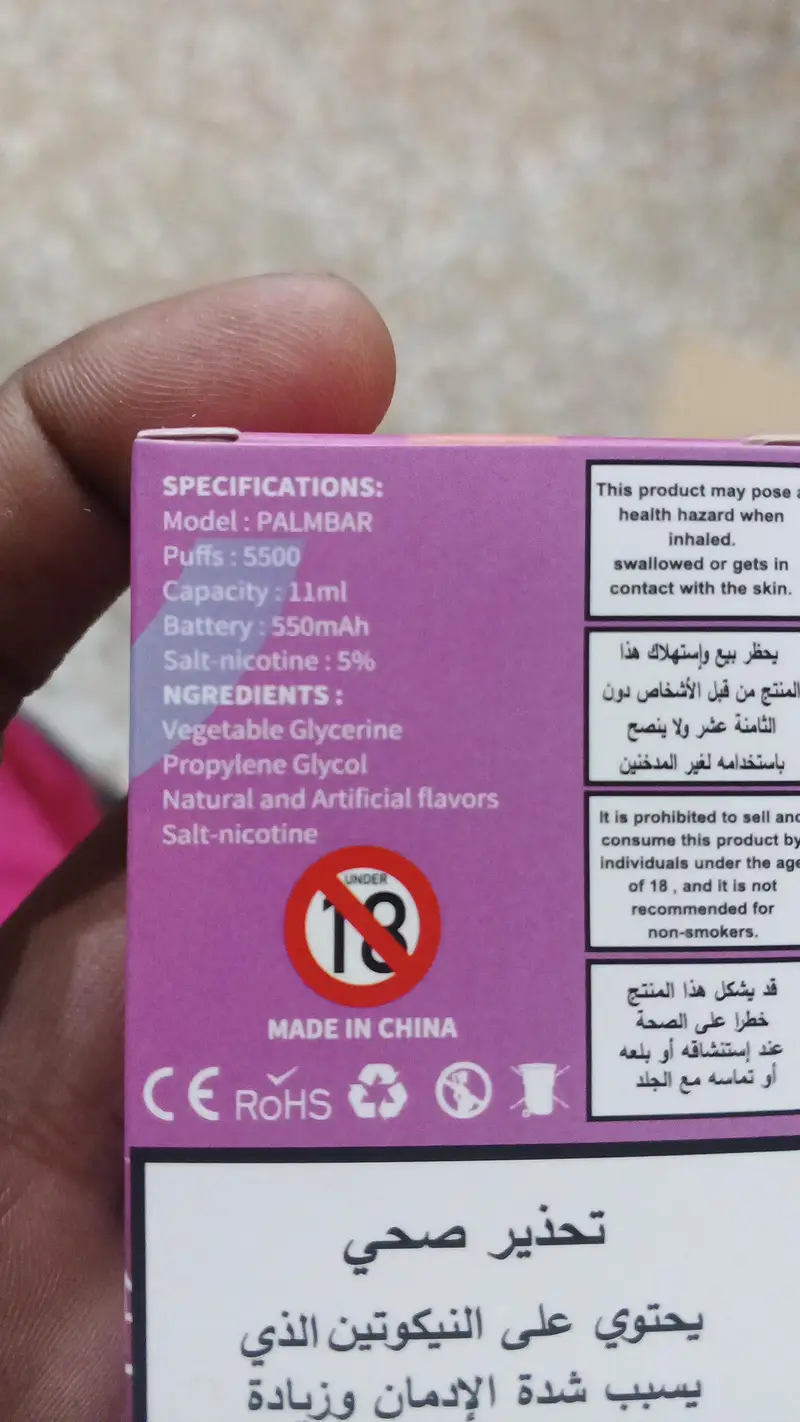 SPECIFICATIONS:
Model : PALMBAR
Puffs : 5500
Capacity : 11ml
Battery : 550mAh
Salt-nicotine : 5%
NGREDIENTS :
Vegetable Glycerine
Propylene Glycol
Natural and Artificial flavors
Salt-nicotine
UNDER
18
MADE IN CHINA
CE RoHS
This product may pose a
health hazard when
inhaled.
swallowed or gets in
contact with the skin.
يحظر بيع وإستهلاك هذا
المنتج من قبل الأشخاص دون
الثامنة عشر ولا ينصح
باستخدامه لغير المدخنين
It is prohibited to sell and
consume this product by
individuals under the age
of 18 , and it is not
recommended for
non-smokers.
قد يشكل هذا المنتج
خطرا على الصحة
عند إستنشاقه أو بلعه
أو تماسه مع الجلد
تحذير صحي
يحتوي على النيكوتين الذي
يسبب شدة الإدمان وزيادة